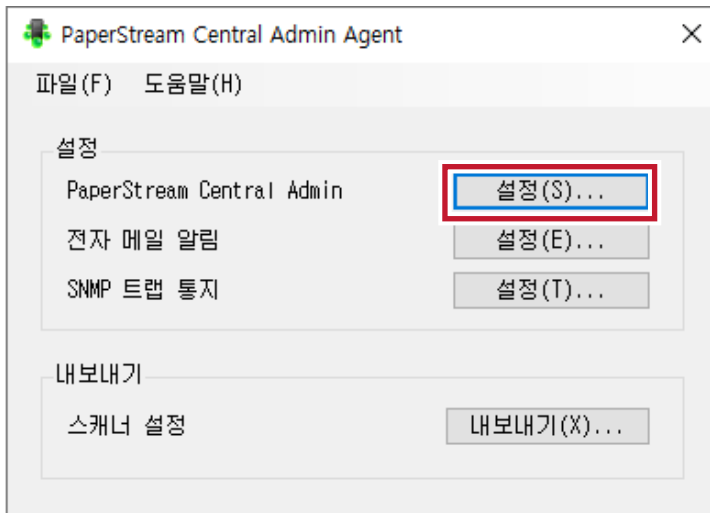 PaperStream Central Admin Agent
파일(F) 도움말(H)
설정
PaperStream Central Admin 설정(S)...
전자 메일 알림 설정(E)...
SNMP 트랩 통지 설정(T)...
내보내기
스캐너 설정 내보내기(X)...